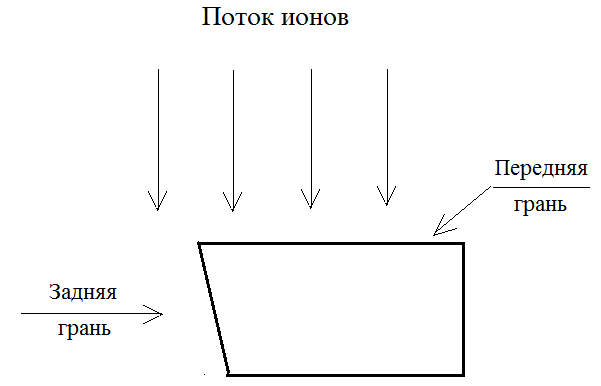 Поток ионов
Передняя
грань
Задняя
грань